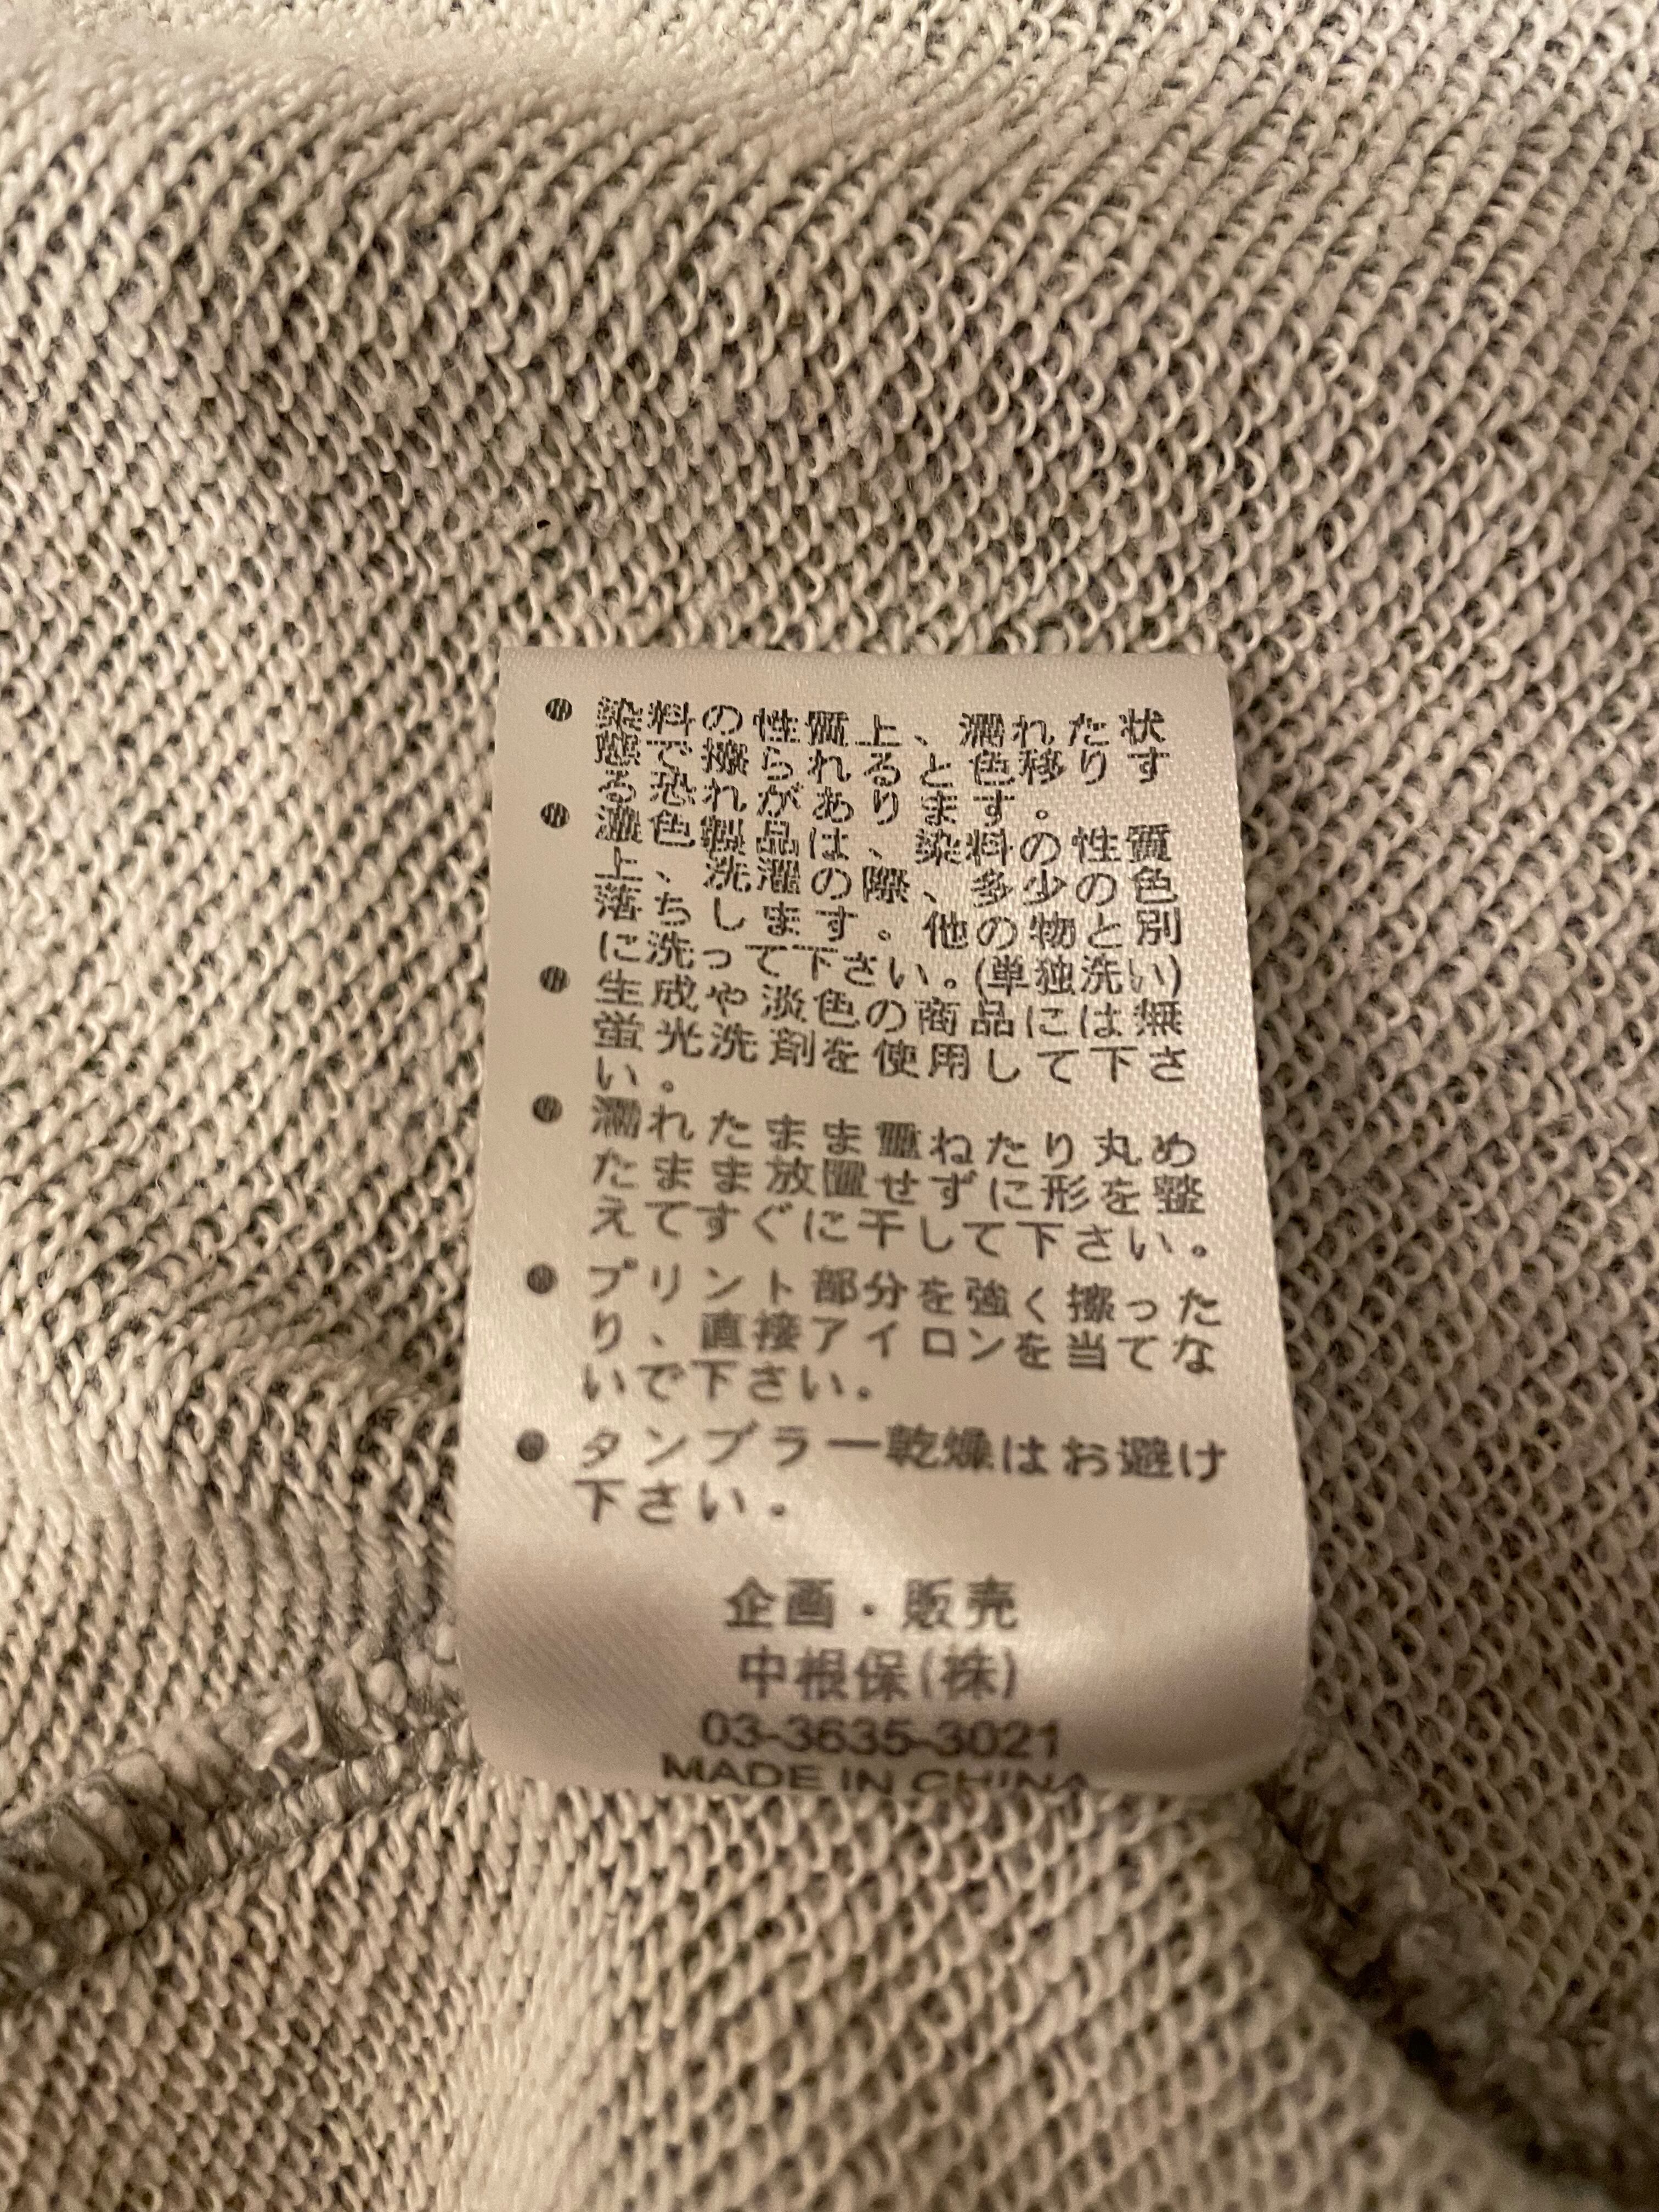 ● 染料の性質上、濡れた状
態で擦られると色移りす
る恐れがあります。
● 濃色製品は、染料の性質
上、洗濯の際、多少の色
落ちします。他の物と別
に洗って下さい。(単独洗い)
● 生成や淡色の商品には無
蛍光洗剤を使用して下さ
い。
● 濡れたまま重ねたり丸め
たまま放置せずに形を整
えてすぐに干して下さい。
● プリント部分を強く擦った
り、直接アイロンを当てな
いで下さい。
● タンブラー乾燥はお避け
下さい。
企画・販売
中根保(株)
03-3635-3021
MADE IN CHINA